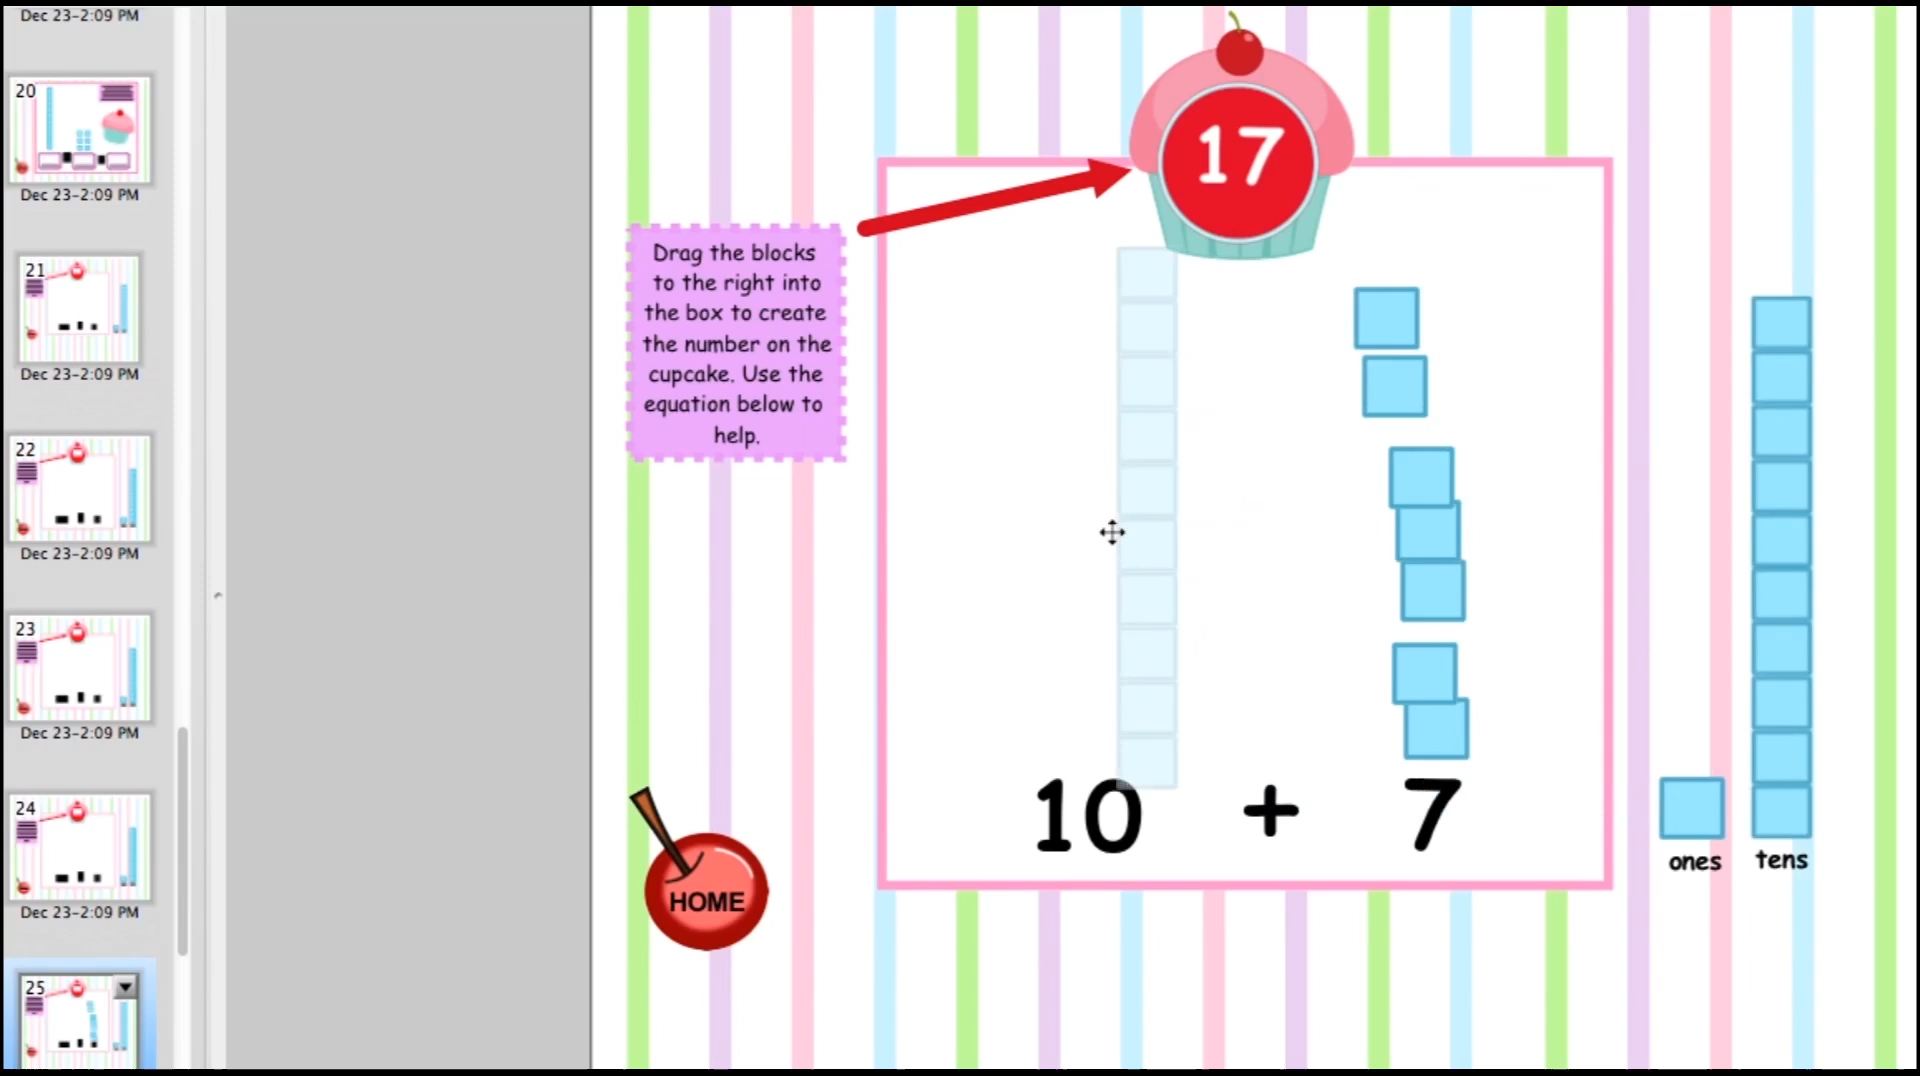 Dec 23-2:09 PM
20
Dec 23-2:09 PM
21
Dec 23-2:09 PM
22
Dec 23-2:09 PM
23
Dec 23-2:09 PM
24
Dec 23-2:09 PM
25
17
Drag the blocks
to the right into
the box to create
the number on the
cupcake. Use the
equation below to
help.
10 + 7
ones tens
HOME